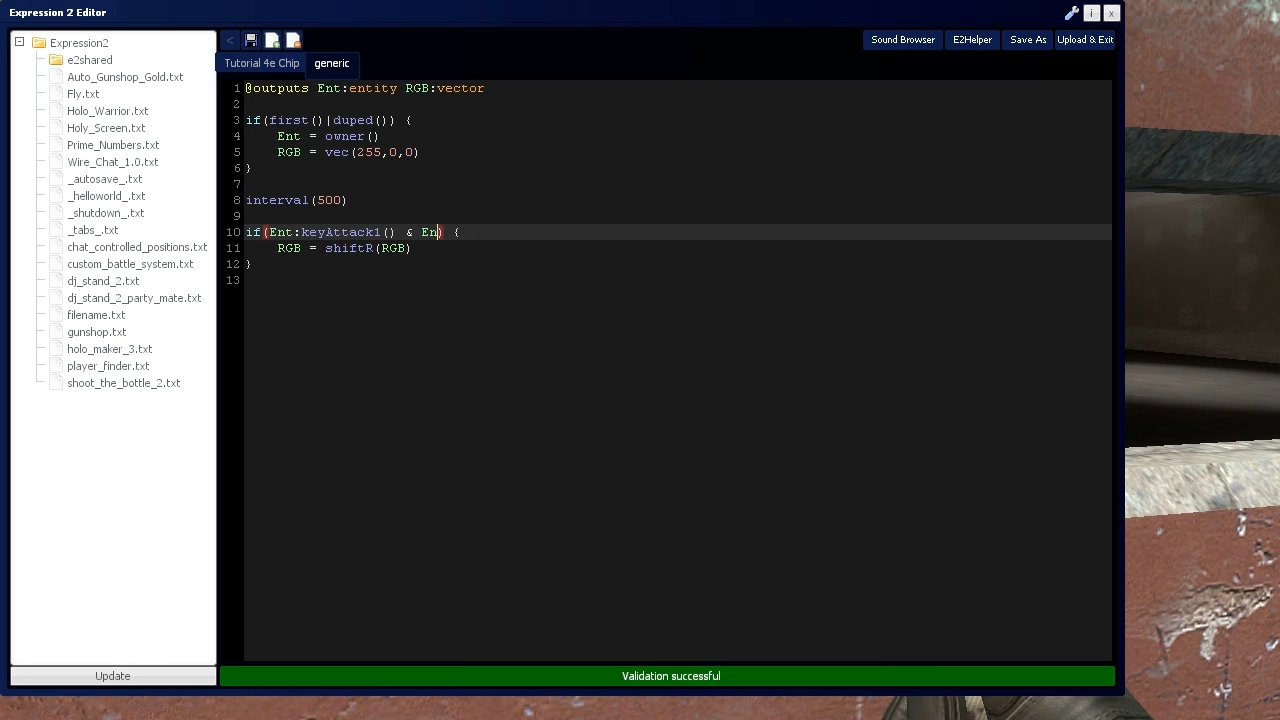 Expression 2 Editor
i
x
Expression2
e2shared
Auto_Gunshop_Gold.txt
Fly.txt
Holo_Warrior.txt
Holy_Screen.txt
Prime_Numbers.txt
Wire_Chat_1.0.txt
_autosave_.txt
_helloworld_.txt
_shutdown_.txt
_tabs_.txt
chat_controlled_positions.txt
custom_battle_system.txt
dj_stand_2.txt
dj_stand_2_party_mate.txt
filename.txt
gunshop.txt
holo_maker_3.txt
player_finder.txt
shoot_the_bottle_2.txt
Update
< Sound Browser E2Helper Save As Upload & Exit
Tutorial 4e Chip generic
1 @outputs Ent:entity RGB:vector
2
3 if(first()|duped()) {
4     Ent = owner()
5     RGB = vec(255,0,0)
6 }
7
8 interval(500)
9
10 if(Ent:keyAttack1() & En) {
11     RGB = shiftR(RGB)
12 }
13
Validation successful